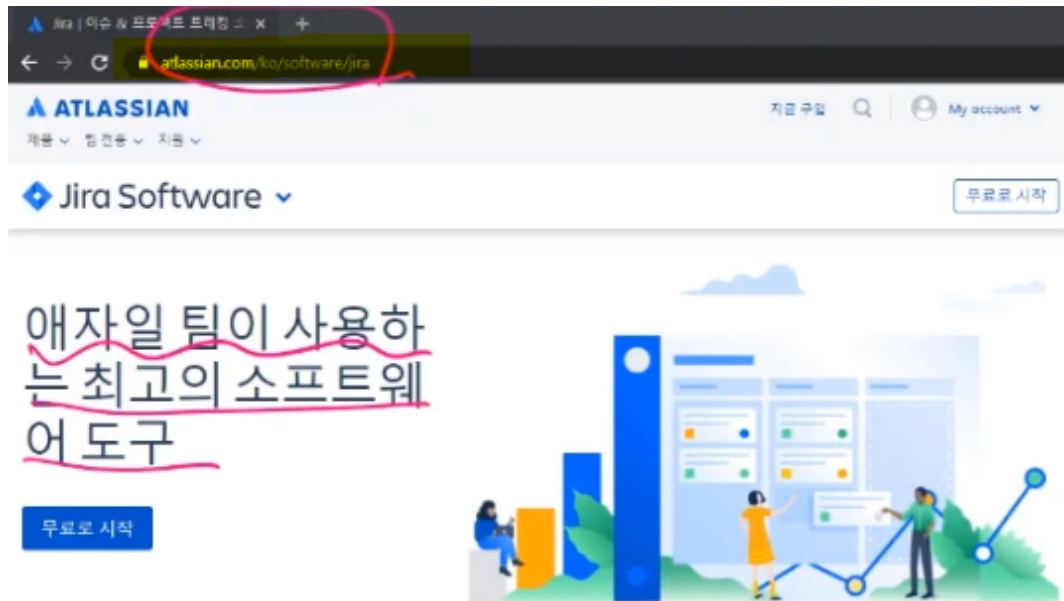 Jira | 이슈 & 프로젝트 트래킹 소
atlassian.com/ko/software/jira
ATLASSIAN
지금 구입
My account
제품 팀 전용 지원
Jira Software
무료로 시작
애자일 팀이 사용하
는 최고의 소프트웨
어 도구
무료로 시작